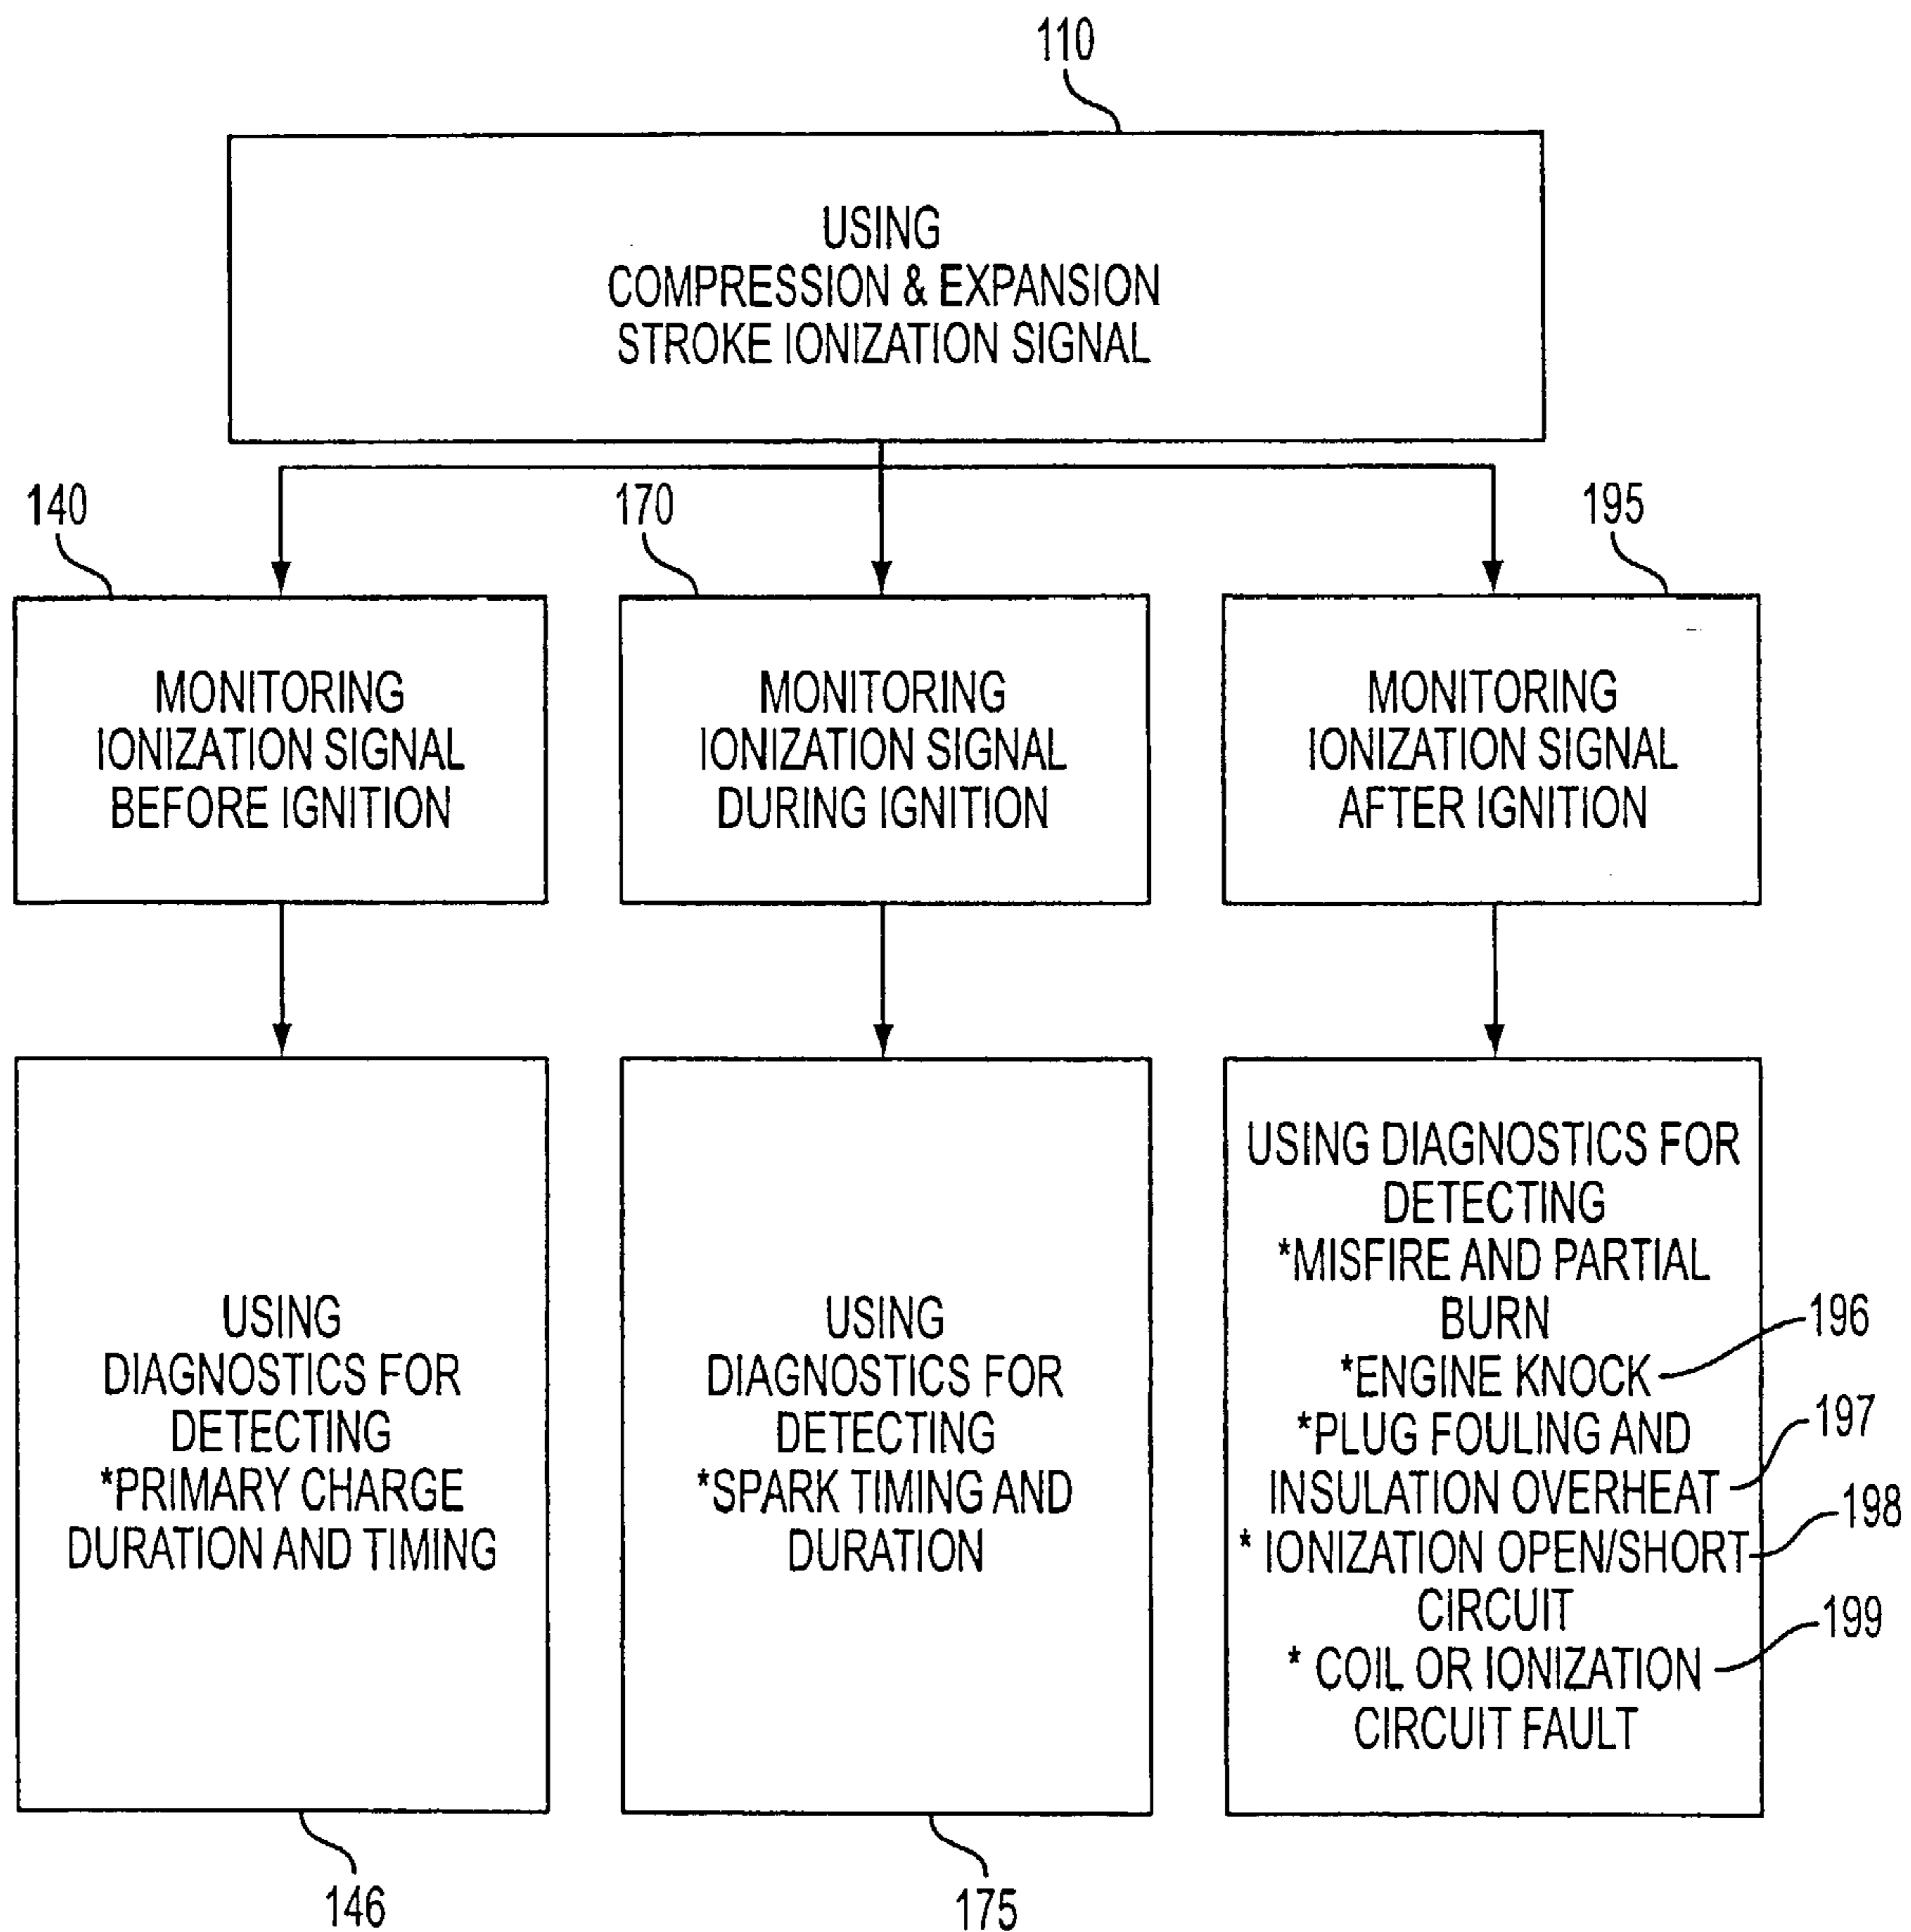 110
USING
COMPRESSION & EXPANSION
STROKE IONIZATION SIGNAL
140
170
195
MONITORING
IONIZATION SIGNAL
BEFORE IGNITION
MONITORING
IONIZATION SIGNAL
DURING IGNITION
MONITORING
IONIZATION SIGNAL
AFTER IGNITION
USING
DIAGNOSTICS FOR
DETECTING
*PRIMARY CHARGE
DURATION AND TIMING
146
USING
DIAGNOSTICS FOR
DETECTING
*SPARK TIMING AND
DURATION
175
USING DIAGNOSTICS FOR
DETECTING
*MISFIRE AND PARTIAL
BURN
*ENGINE KNOCK
196
*PLUG FOULING AND
INSULATION OVERHEAT
197
* IONIZATION OPEN/SHORT
CIRCUIT
198
* COIL OR IONIZATION
CIRCUIT FAULT
199